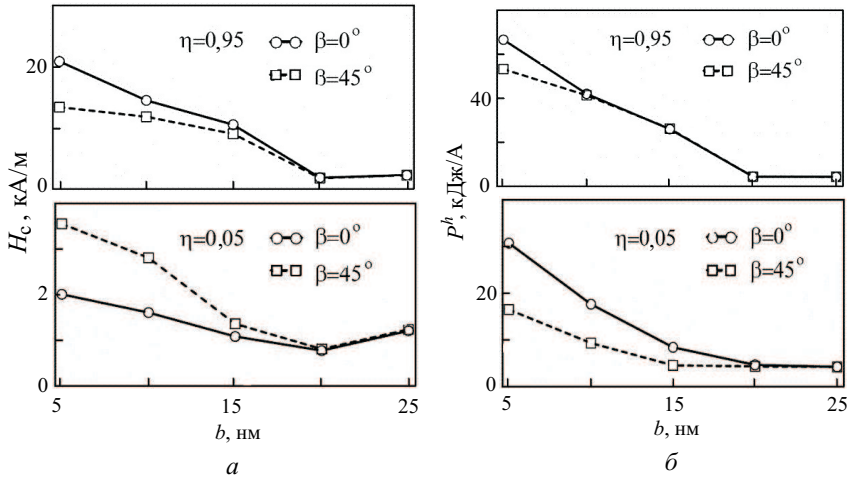 η=0,95
β=0°
β=45°
20
0
H_c, кА/м
η=0,05
β=0°
β=45°
2
0
5
15
25
b, нм
а
η=0,95
β=0°
β=45°
40
0
P^h, кДж/А
η=0,05
β=0°
β=45°
20
0
5
15
25
b, нм
б